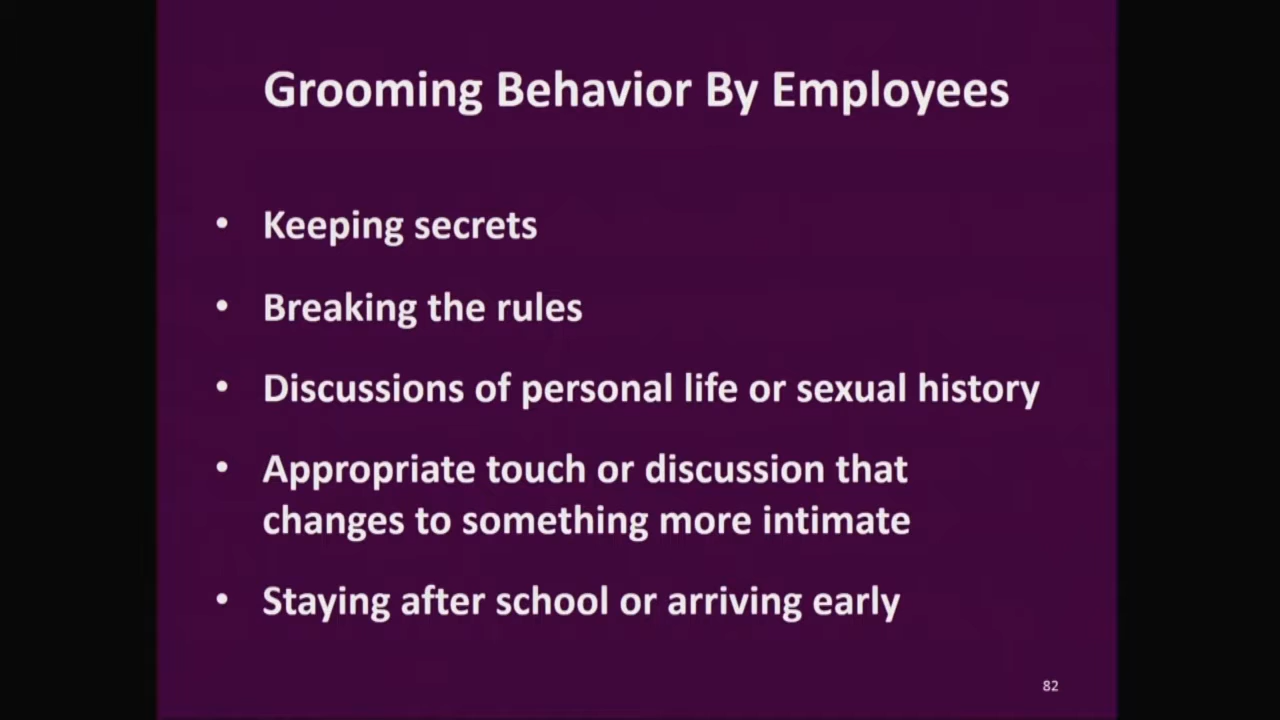 Grooming Behavior By Employees
• Keeping secrets
• Breaking the rules
• Discussions of personal life or sexual history
• Appropriate touch or discussion that
changes to something more intimate
• Staying after school or arriving early
82